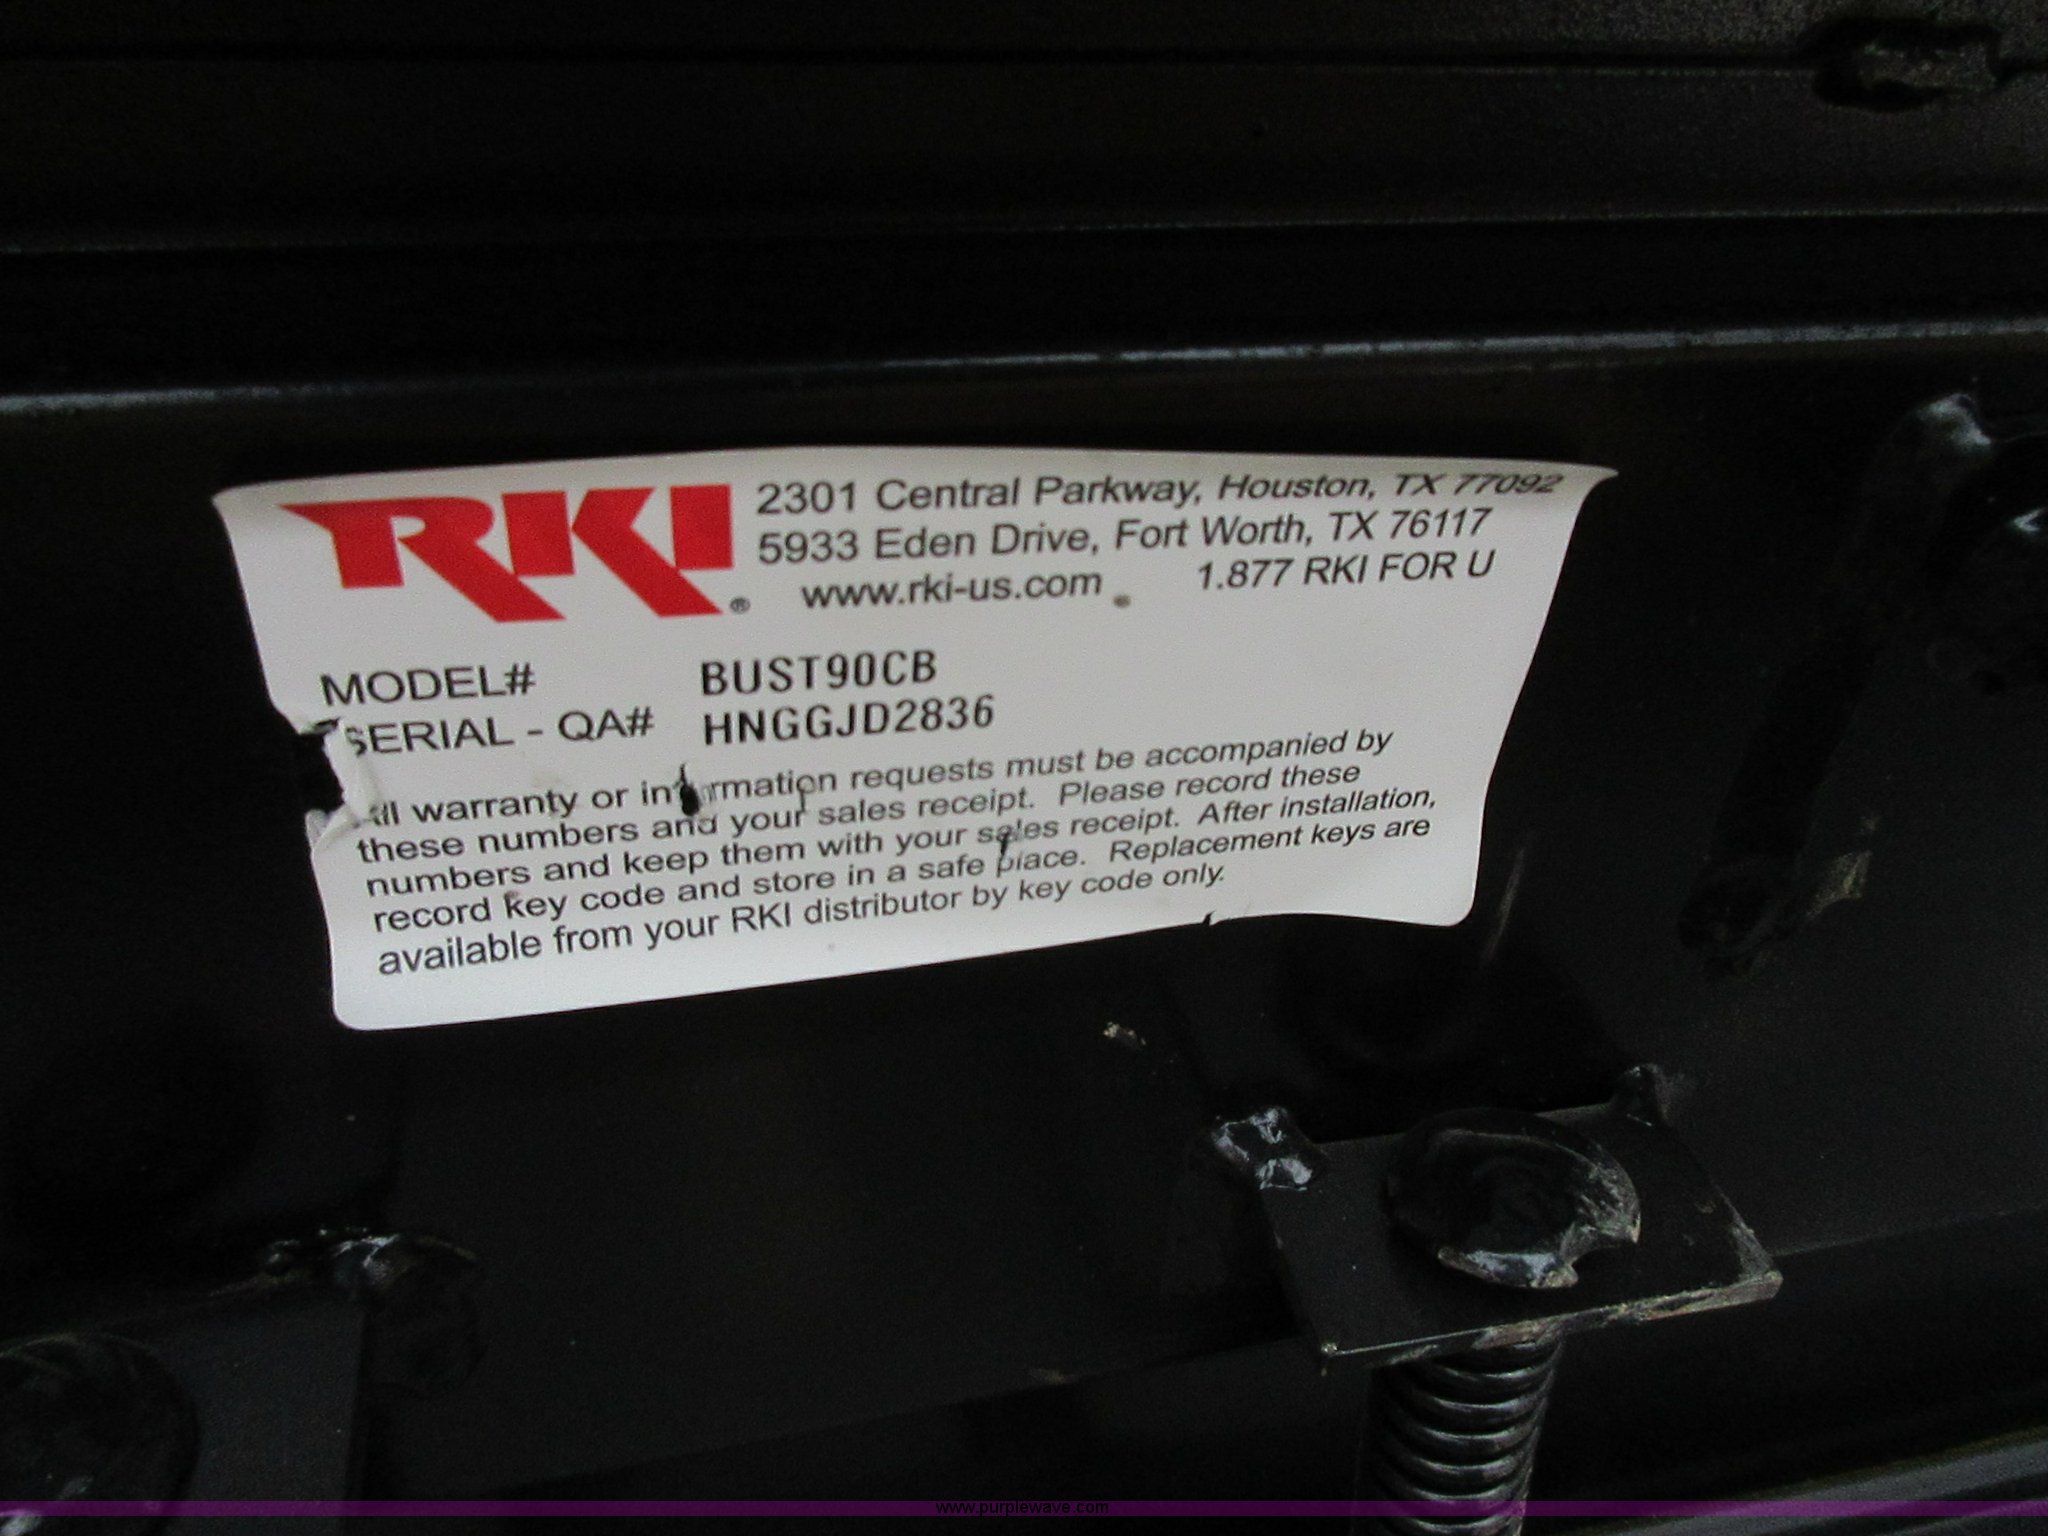 RKI®
2301 Central Parkway, Houston, TX 77092
5933 Eden Drive, Fort Worth, TX 76117
www.rki-us.com 1.877 RKI FOR U
MODEL# BUST90CB
SERIAL - QA# HNGGJD2836
All warranty or information requests must be accompanied by
these numbers and your sales receipt. Please record these
numbers and keep them with your sales receipt. After installation,
record key code and store in a safe place. Replacement keys are
available from your RKI distributor by key code only.
www.purplewave.com